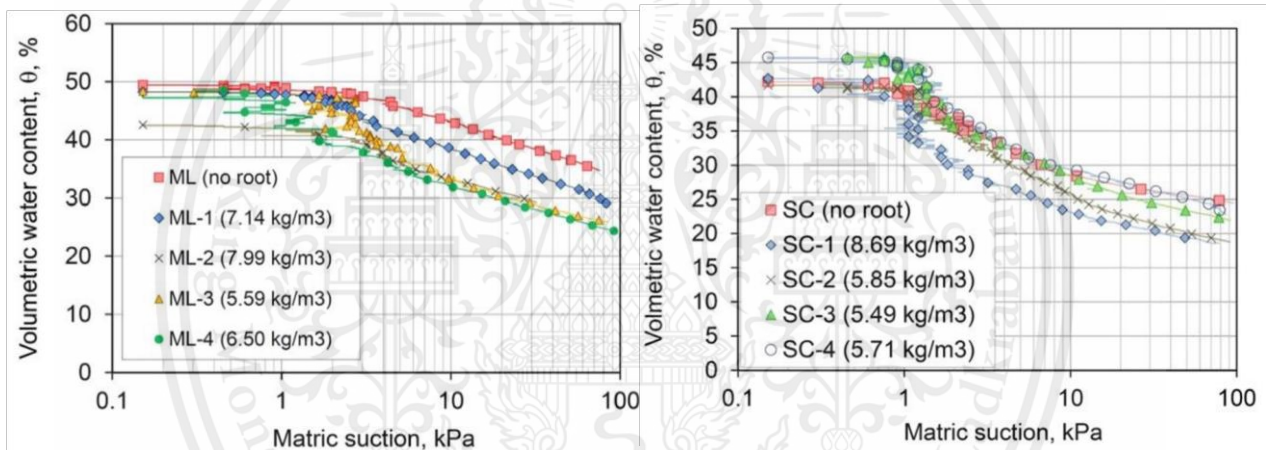 Volumetric water content, θ, %
60
50
40
30
20
10
0
ML (no root)
ML-1 (7.14 kg/m3)
ML-2 (7.99 kg/m3)
ML-3 (5.59 kg/m3)
ML-4 (6.50 kg/m3)
0.1
1
10
100
Matric suction, kPa
Volmetric water content, θ, %
50
45
40
35
30
25
20
15
10
5
0
SC (no root)
SC-1 (8.69 kg/m3)
SC-2 (5.85 kg/m3)
SC-3 (5.49 kg/m3)
SC-4 (5.71 kg/m3)
0.1
1
10
100
Matric suction, kPa